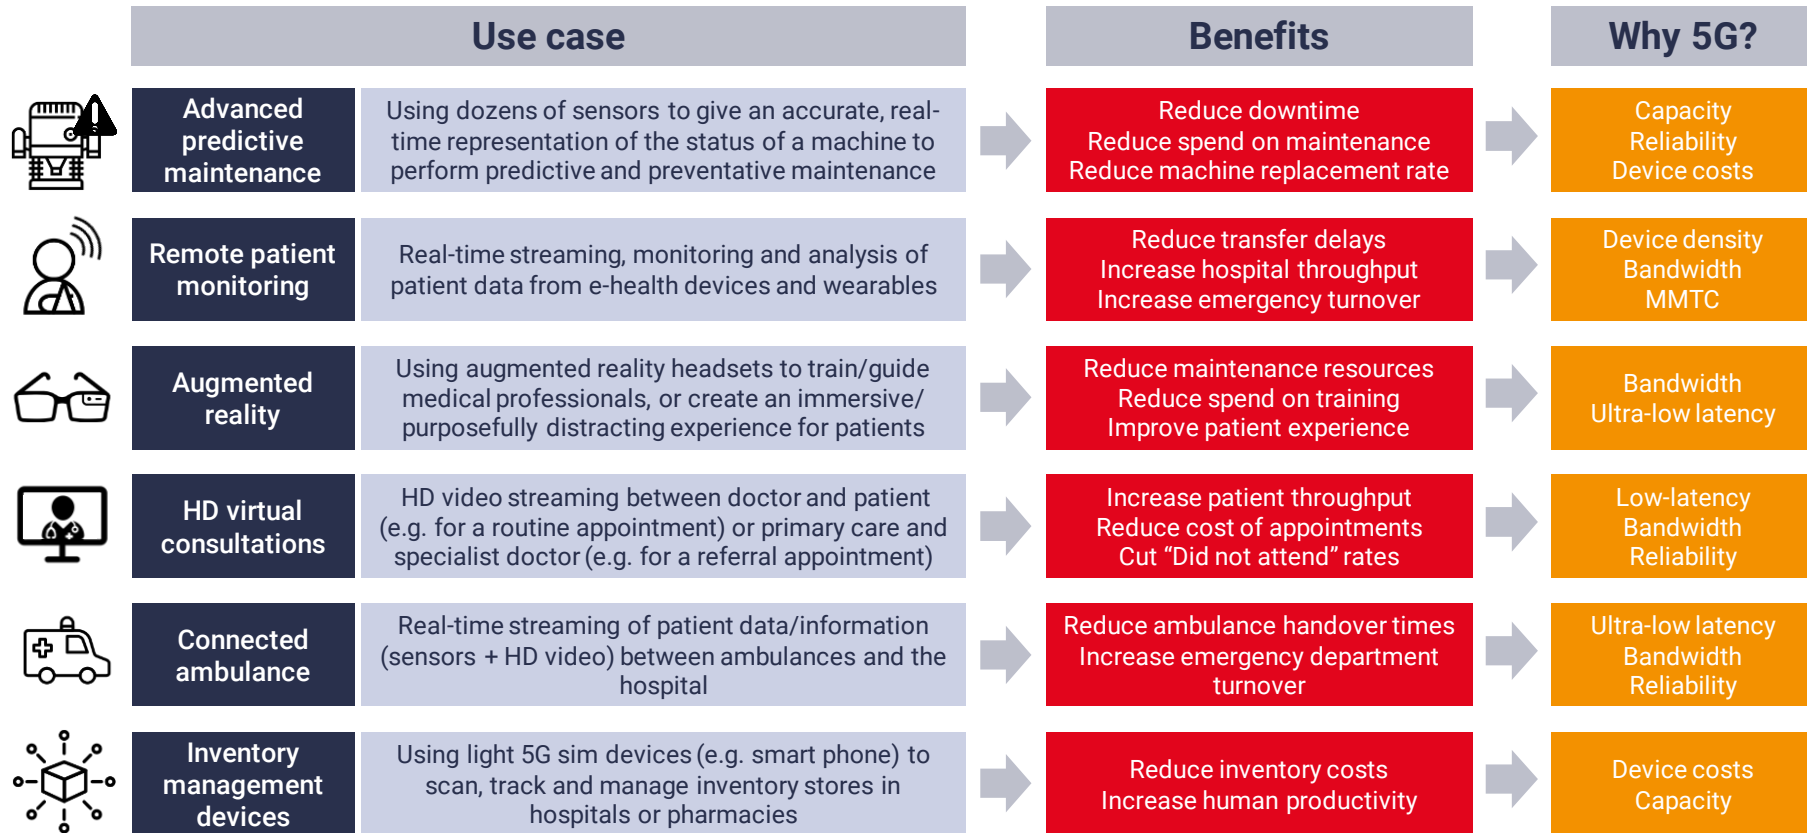 Use case
Benefits
Why 5G?
Advanced
predictive
maintenance
Using dozens of sensors to give an accurate, real-
time representation of the status of a machine to
perform predictive and preventative maintenance
Reduce downtime
Reduce spend on maintenance
Reduce machine replacement rate
Capacity
Reliability
Device costs
Remote patient
monitoring
Real-time streaming, monitoring and analysis of
patient data from e-health devices and wearables
Reduce transfer delays
Increase hospital throughput
Increase emergency turnover
Device density
Bandwidth
MMTC
Augmented
reality
Using augmented reality headsets to train/guide
medical professionals, or create an immersive/
purposefully distracting experience for patients
Reduce maintenance resources
Reduce spend on training
Improve patient experience
Bandwidth
Ultra-low latency
HD virtual
consultations
HD video streaming between doctor and patient
(e.g. for a routine appointment) or primary care and
specialist doctor (e.g. for a referral appointment)
Increase patient throughput
Reduce cost of appointments
Cut “Did not attend” rates
Low-latency
Bandwidth
Reliability
Connected
ambulance
Real-time streaming of patient data/information
(sensors + HD video) between ambulances and the
hospital
Reduce ambulance handover times
Increase emergency department
turnover
Ultra-low latency
Bandwidth
Reliability
Inventory
management
devices
Using light 5G sim devices (e.g. smart phone) to
scan, track and manage inventory stores in
hospitals or pharmacies
Reduce inventory costs
Increase human productivity
Device costs
Capacity